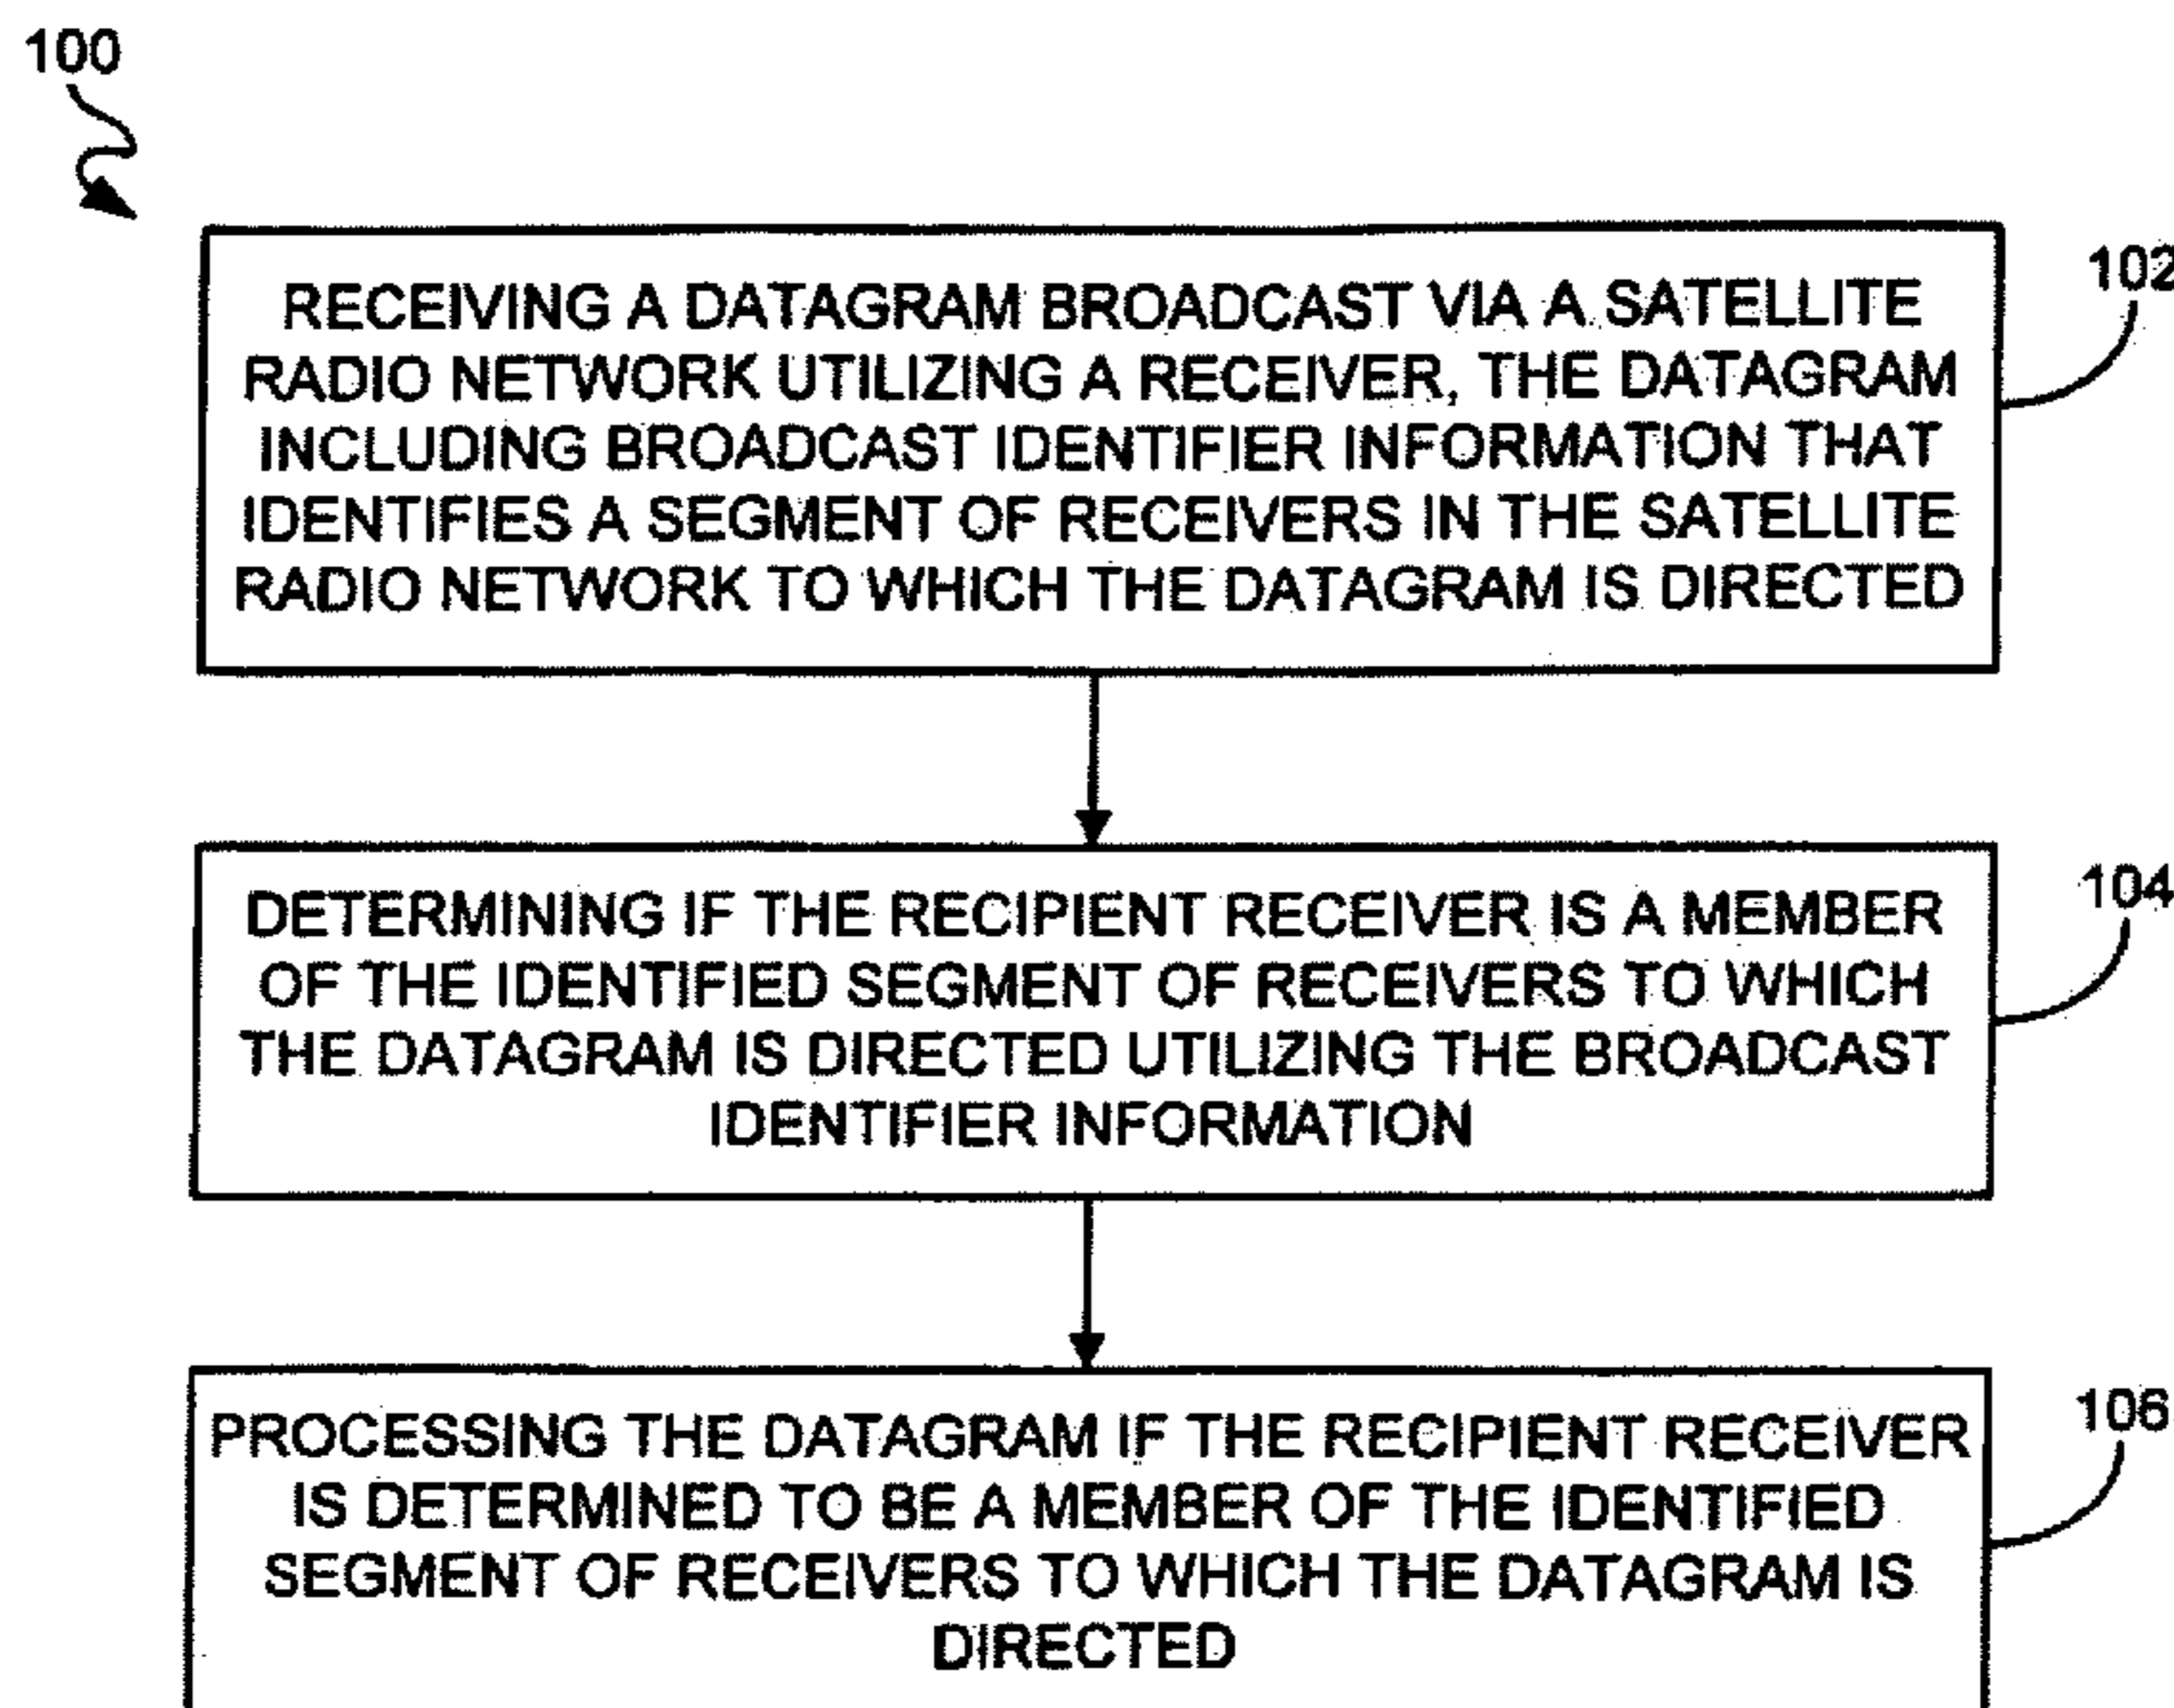 100
RECEIVING A DATAGRAM BROADCAST VIA A SATELLITE
RADIO NETWORK UTILIZING A RECEIVER, THE DATAGRAM
INCLUDING BROADCAST IDENTIFIER INFORMATION THAT
IDENTIFIES A SEGMENT OF RECEIVERS IN THE SATELLITE
RADIO NETWORK TO WHICH THE DATAGRAM IS DIRECTED
102
DETERMINING IF THE RECIPIENT RECEIVER IS A MEMBER
OF THE IDENTIFIED SEGMENT OF RECEIVERS TO WHICH
THE DATAGRAM IS DIRECTED UTILIZING THE BROADCAST
IDENTIFIER INFORMATION
104
PROCESSING THE DATAGRAM IF THE RECIPIENT RECEIVER
IS DETERMINED TO BE A MEMBER OF THE IDENTIFIED
SEGMENT OF RECEIVERS TO WHICH THE DATAGRAM IS
DIRECTED
106